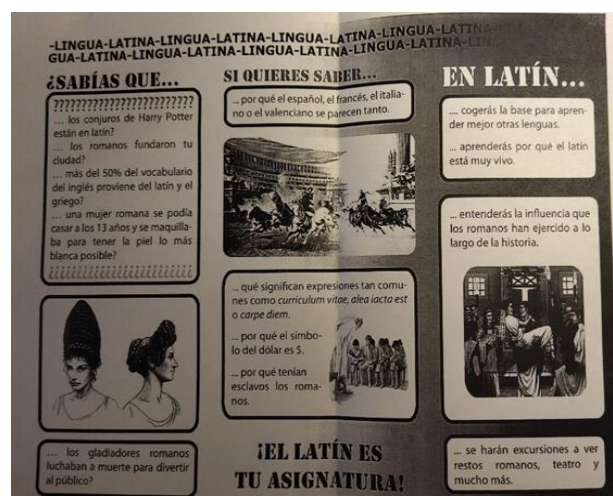 -LINGUA-LATINA-LINGUA-LATINA-LINGUA-LATINA-LINGUA-LATINA-
GUA-LATINA-LINGUA-LATINA-LINGUA-LATINA-LINGUA-LATINA-LIN
¿SABÍAS QUE...
??????????????????????????
... los conjuros de Harry Potter
están en latín?
... los romanos fundaron tu
ciudad?
... más del 50% del vocabulario
del inglés proviene del latín y el
griego?
... una mujer romana se podía
casar a los 13 años y se maquilla-
ba para tener la piel lo más
blanca posible?
¿¿¿¿¿¿¿¿¿¿¿¿¿¿¿¿¿¿¿¿¿¿¿¿¿¿
... los gladiadores romanos
luchaban a muerte para divertir
al público?
SI QUIERES SABER...
... por qué el español, el francés, el italia-
no o el valenciano se parecen tanto.
... qué significan expresiones tan comu-
nes como curriculum vitae, alea iacta est
o carpe diem.
... por qué el símbo-
lo del dólar es $.
... por qué tenían
esclavos los roma-
nos.
¡EL LATÍN ES
TU ASIGNATURA!
EN LATÍN...
.... cogerás la base para apren-
der mejor otras lenguas.
... aprenderás por qué el latín
está muy vivo.
... entenderás la influencia que
los romanos han ejercido a lo
largo de la historia.
... se harán excursiones a ver
restos romanos, teatro y
mucho más.